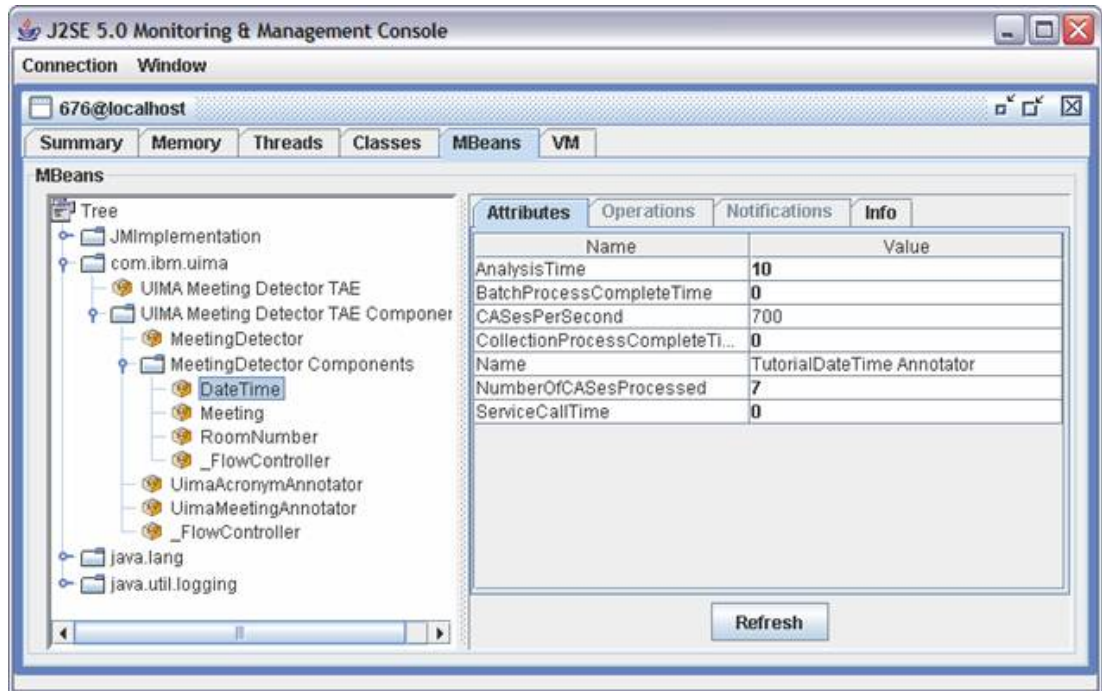 J2SE 5.0 Monitoring & Management Console
Connection Window
676@localhost
Summary Memory Threads Classes MBeans VM
MBeans
Tree
JMImplementation
com.ibm.uima
UIMA Meeting Detector TAE
UIMA Meeting Detector TAE Componer
MeetingDetector
MeetingDetector Components
DateTime
Meeting
RoomNumber
_FlowController
UimaAcronymAnnotator
UimaMeetingAnnotator
_FlowController
java.lang
java.util.logging
Attributes Operations Notifications Info
Name Value
AnalysisTime 10
BatchProcessCompleteTime 0
CASesPerSecond 700
CollectionProcessCompleteTi... 0
Name TutorialDateTime Annotator
NumberOfCASesProcessed 7
ServiceCallTime 0
Refresh